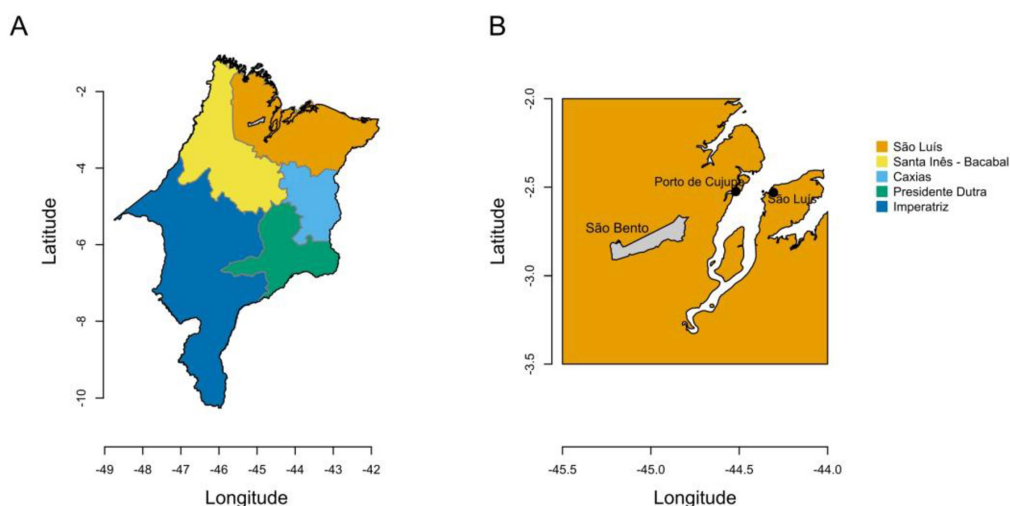 A
-2
-4
-6
-8
-10
Latitude
-49 -48 -47 -46 -45 -44 -43 -42
Longitude
B
-2.0
-2.5
-3.0
-3.5
Latitude
Porto de Cujup
São Luís
São Bento
-45.5 -45.0 -44.5 -44.0
Longitude
São Luís
Santa Inês - Bacabal
Caxias
Presidente Dutra
Imperatriz